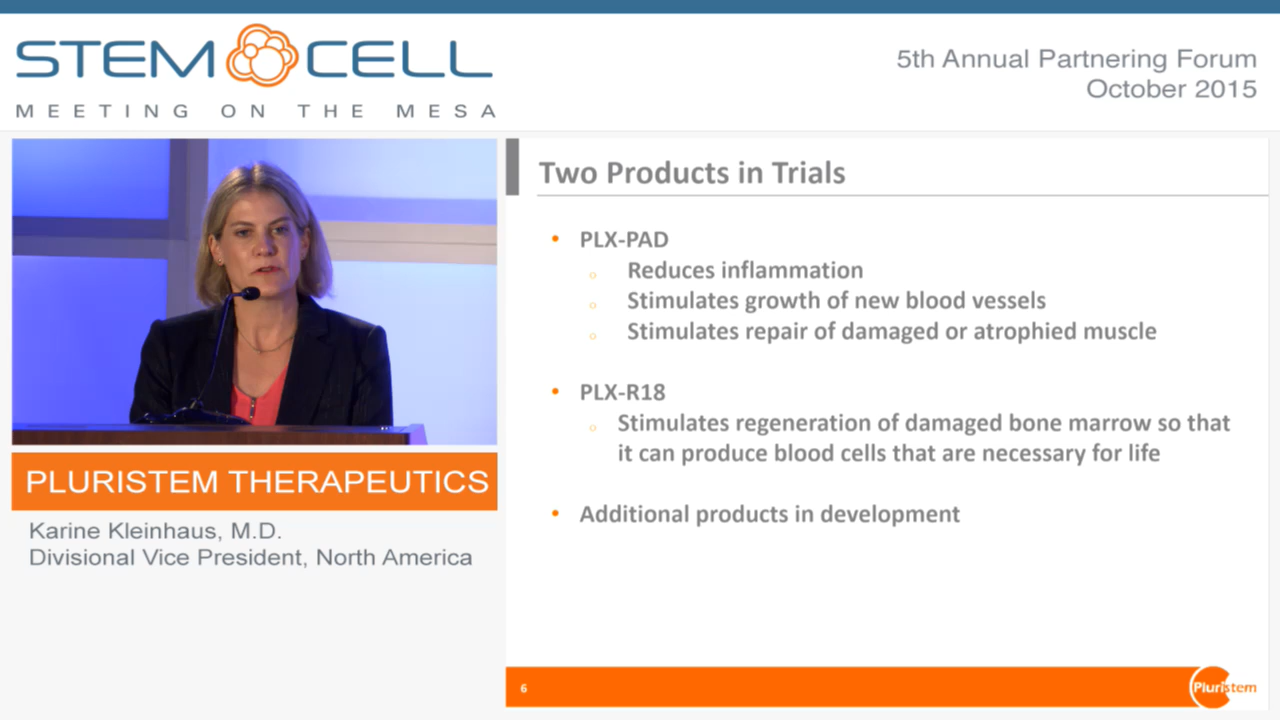 STEM CELL
MEETING ON THE MESA
5th Annual Partnering Forum
October 2015
PLURISTEM THERAPEUTICS
Karine Kleinhaus, M.D.
Divisional Vice President, North America
Two Products in Trials
• PLX-PAD
○ Reduces inflammation
○ Stimulates growth of new blood vessels
○ Stimulates repair of damaged or atrophied muscle
• PLX-R18
○ Stimulates regeneration of damaged bone marrow so that
it can produce blood cells that are necessary for life
• Additional products in development
6
Pluristem